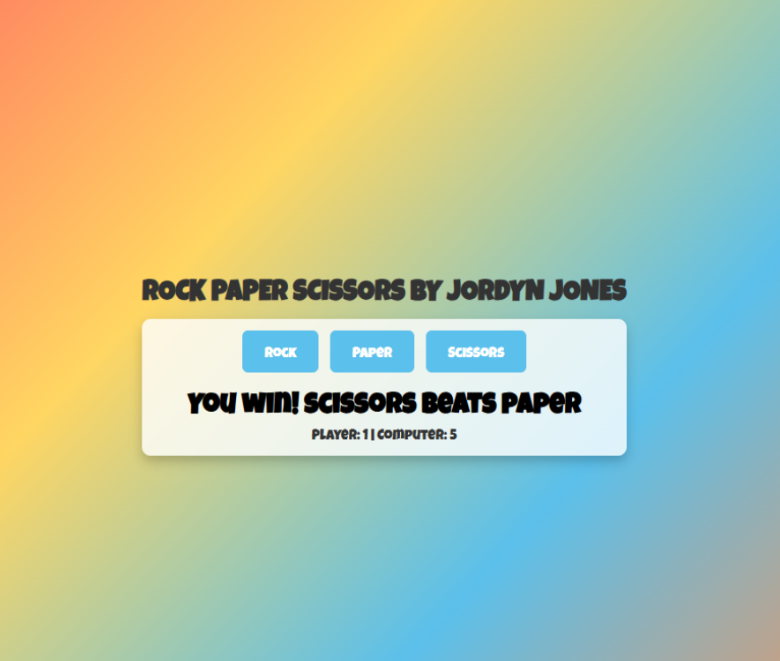 ROCK PAPER SCISSORS BY JORDYN JONES
Rock Paper Scissors
You win! Scissors beats Paper
Player: 1 | Computer: 5